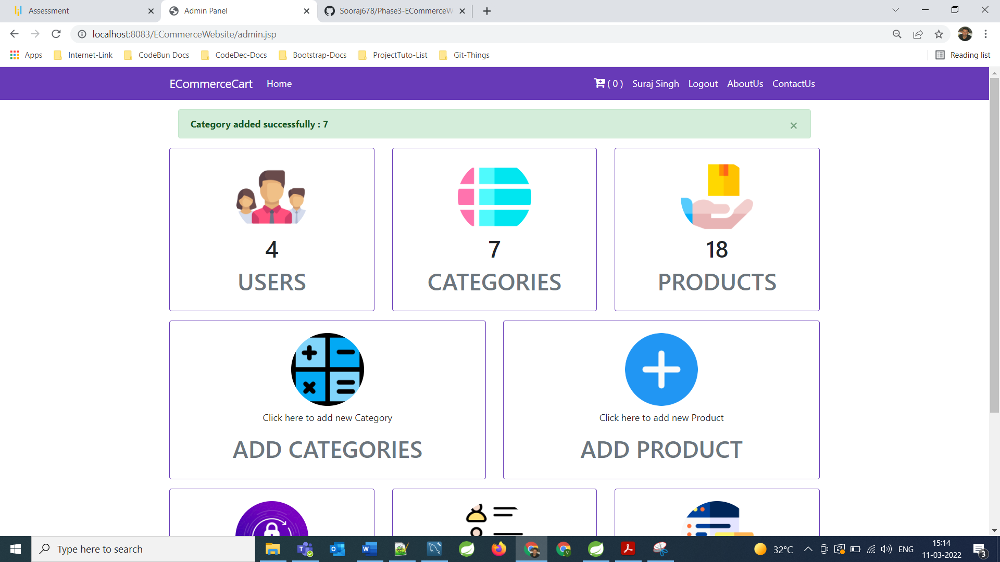 Assessment
Admin Panel
Sooraj678/Phase3-ECommerceW
localhost:8083/ECommerceWebsite/admin.jsp
Apps
Internet-Link
CodeBun Docs
CodeDec-Docs
Bootstrap-Docs
ProjectTuto-List
Git-Things
Reading list
ECommerceCart
Home
( 0 )
Suraj Singh
Logout
AboutUs
ContactUs
Category added successfully : 7
×
4
USERS
7
CATEGORIES
18
PRODUCTS
Click here to add new Category
ADD CATEGORIES
Click here to add new Product
ADD PRODUCT
Type here to search
32°C
ENG
15:14
11-03-2022
3